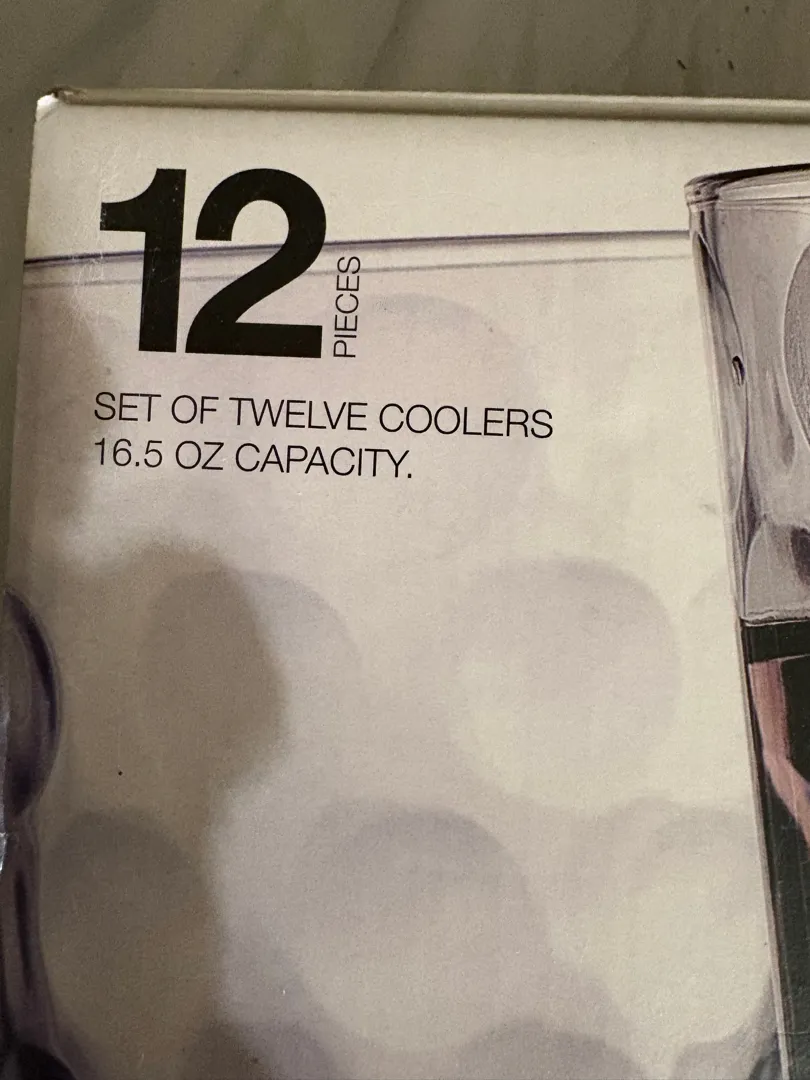 12
PIECES
SET OF TWELVE COOLERS
16.5 OZ CAPACITY.